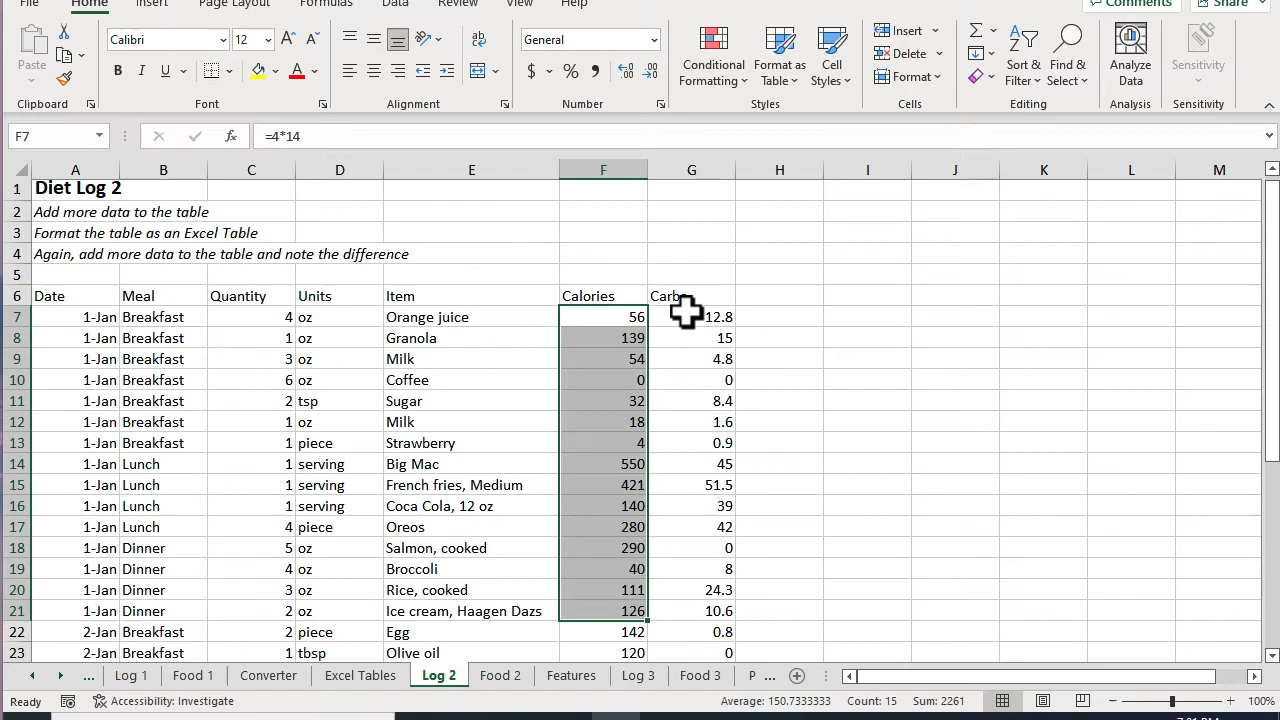 File Home Insert Page Layout Formulas Data Review View Help Comments Share
Calibri 12 General Insert
Paste B I U $ % Conditional Formatting Format as Table Cell Styles Delete Format Sort & Filter Find & Select Analyze Data Sensitivity
Clipboard Font Alignment Number Styles Cells Editing Analysis Sensitivity
F7 fx =4*14
A B C D E F G H I J K L M
1 Diet Log 2
2 Add more data to the table
3 Format the table as an Excel Table
4 Again, add more data to the table and note the difference
5
6 Date Meal Quantity Units Item Calories
7 1-Jan Breakfast 4 oz Orange juice 56 12.8
8 1-Jan Breakfast 1 oz Granola 139 15
9 1-Jan Breakfast 3 oz Milk 54 4.8
10 1-Jan Breakfast 6 oz Coffee 0 0
11 1-Jan Breakfast 2 tsp Sugar 32 8.4
12 1-Jan Breakfast 1 oz Milk 18 1.6
13 1-Jan Breakfast 1 piece Strawberry 4 0.9
14 1-Jan Lunch 1 serving Big Mac 550 45
15 1-Jan Lunch 1 serving French fries, Medium 421 51.5
16 1-Jan Lunch 1 serving Coca Cola, 12 oz 140 39
17 1-Jan Lunch 4 piece Oreos 280 42
18 1-Jan Dinner 5 oz Salmon, cooked 290 0
19 1-Jan Dinner 4 oz Broccoli 40 8
20 1-Jan Dinner 3 oz Rice, cooked 111 24.3
21 1-Jan Dinner 2 oz Ice cream, Haagen Dazs 126 10.6
22 2-Jan Breakfast 2 piece Egg 142 0.8
23 2-Jan Breakfast 1 tbsp Olive oil 120 0
... Log 1 Food 1 Converter Excel Tables Log 2 Food 2 Features Log 3 Food 3 P ...
Ready Accessibility: Investigate Average: 150.7333333 Count: 15 Sum: 2261 100%